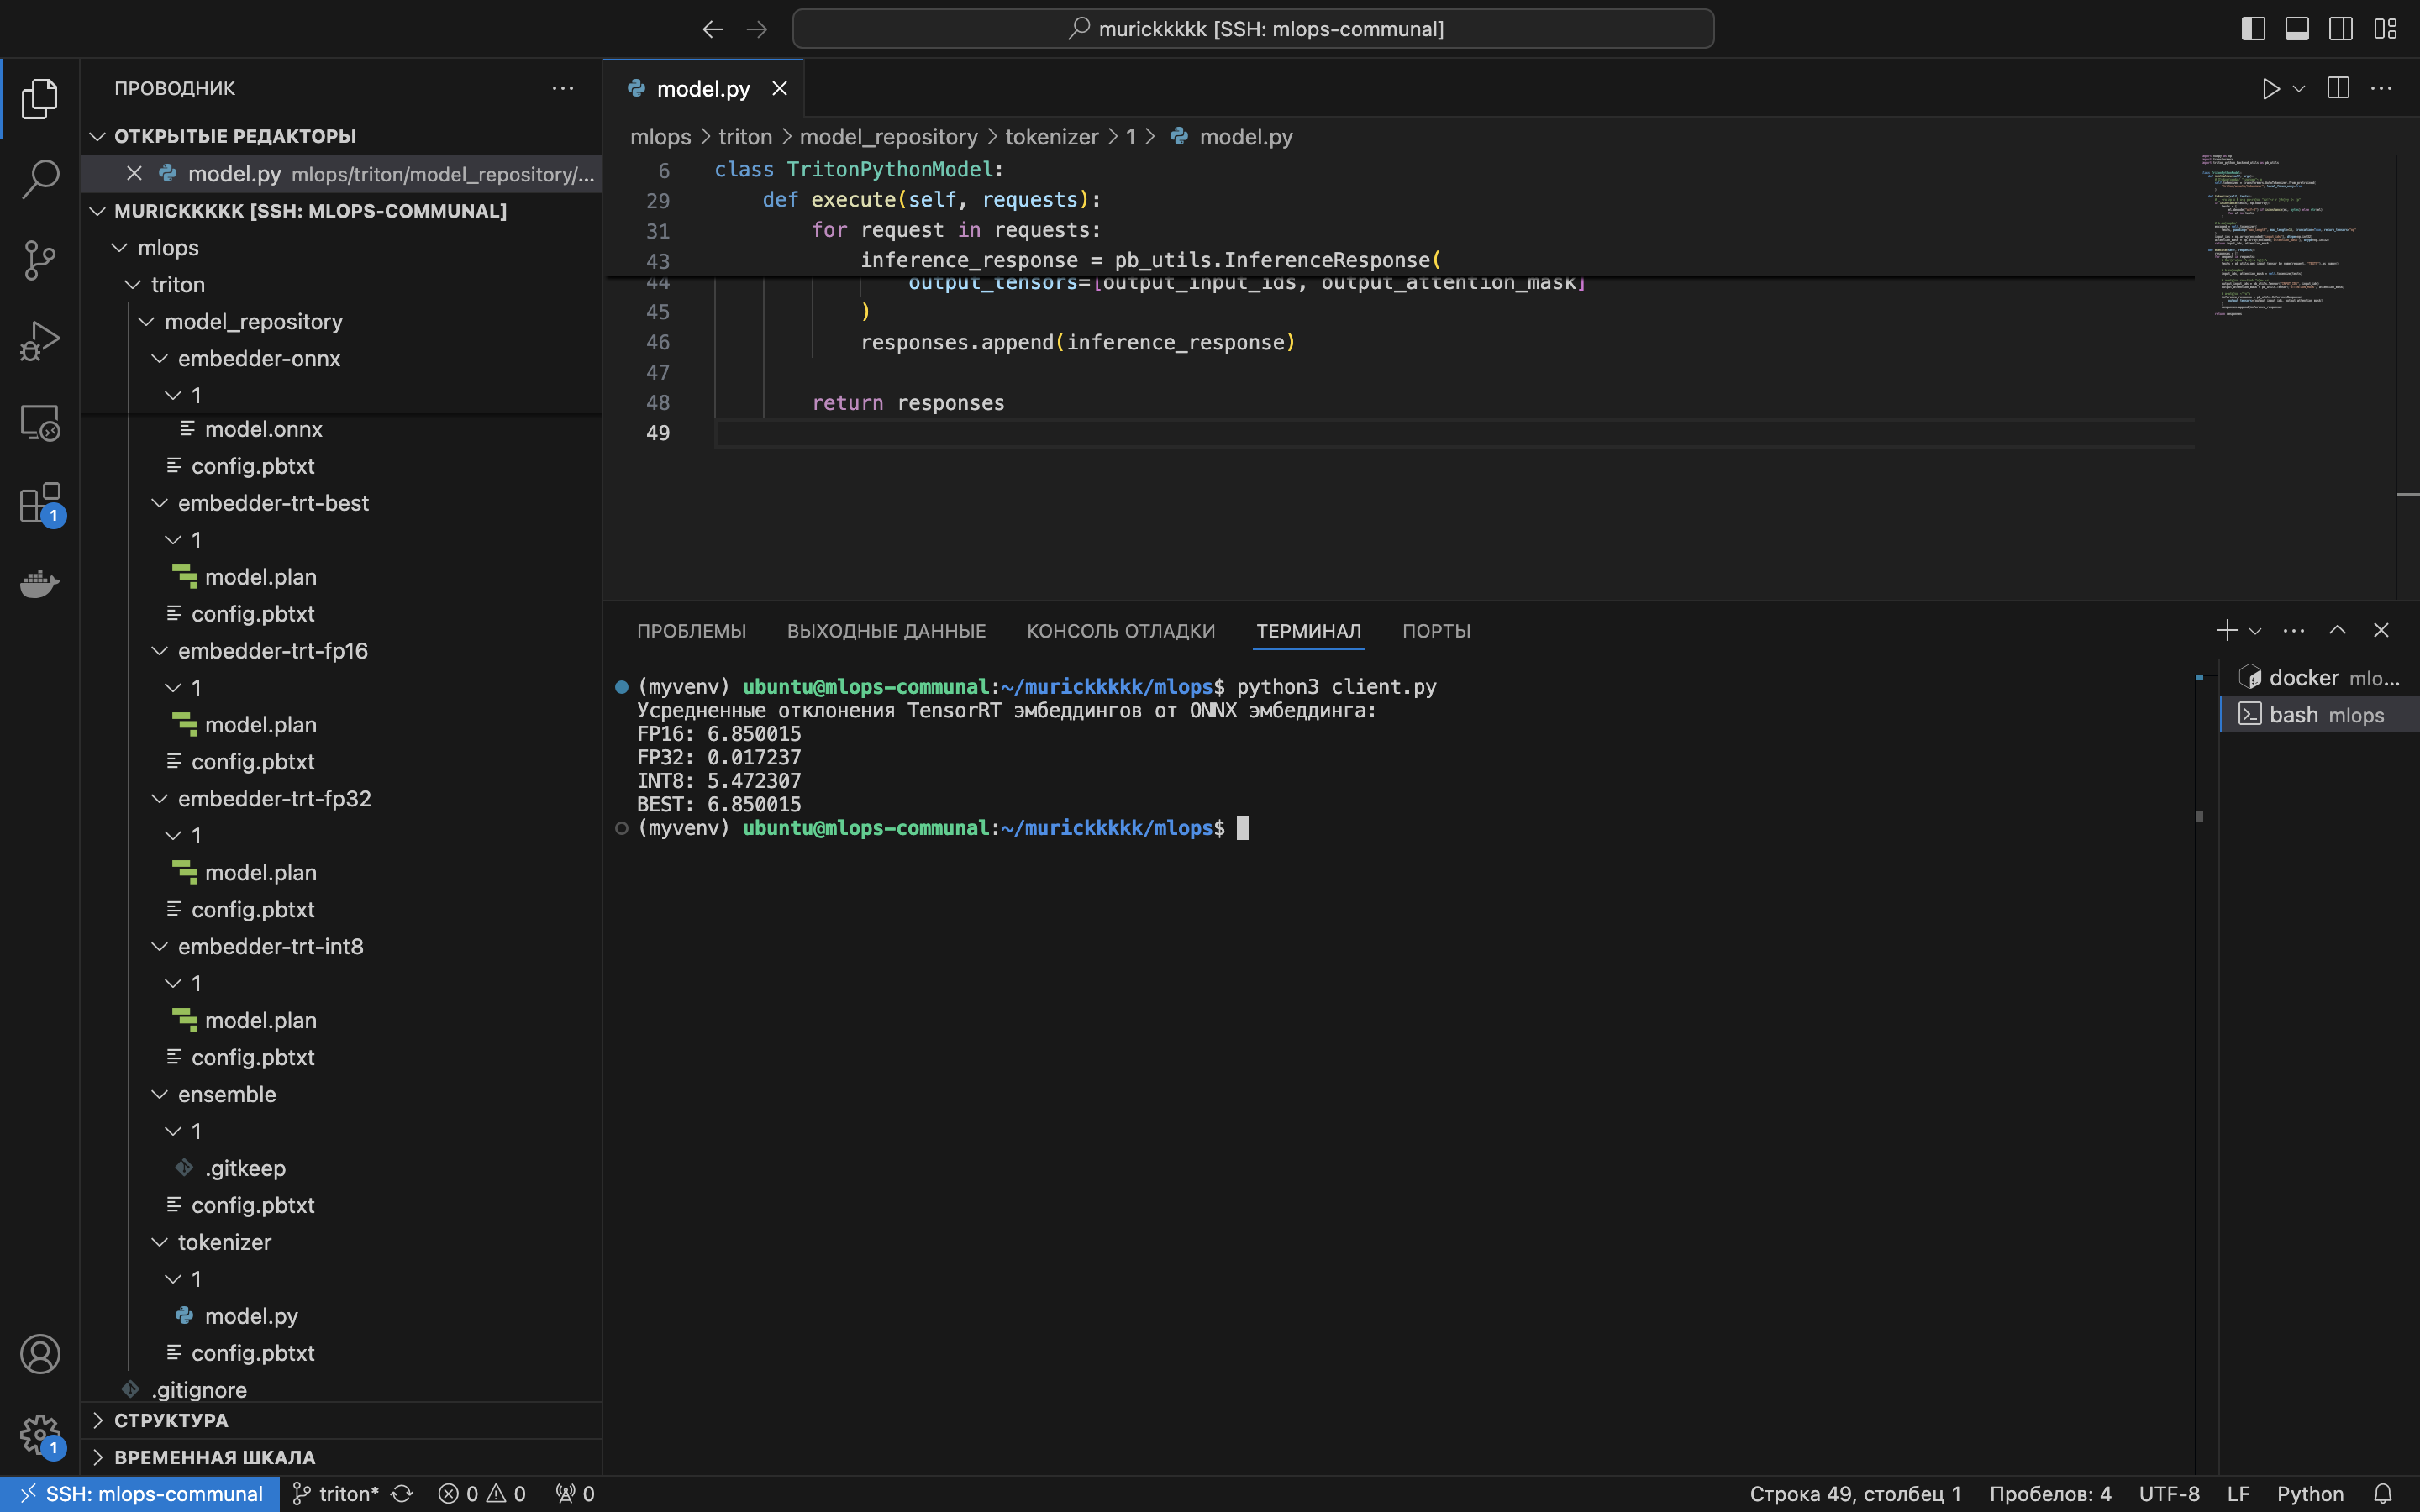 murickkkkk [SSH: mlops-communal]
ПРОВОДНИК
ОТКРЫТЫЕ РЕДАКТОРЫ
model.py mlops/triton/model_repository/...
MURICKKKKK [SSH: MLOPS-COMMUNAL]
mlops
triton
model_repository
embedder-onnx
1
model.onnx
config.pbtxt
embedder-trt-best
1
model.plan
config.pbtxt
embedder-trt-fp16
1
model.plan
config.pbtxt
embedder-trt-fp32
1
model.plan
config.pbtxt
embedder-trt-int8
1
model.plan
config.pbtxt
ensemble
1
.gitkeep
config.pbtxt
tokenizer
1
model.py
config.pbtxt
.gitignore
СТРУКТУРА
ВРЕМЕННАЯ ШКАЛА
1
1
model.py
mlops > triton > model_repository > tokenizer > 1 > model.py
6 class TritonPythonModel:
29 def execute(self, requests):
31 for request in requests:
43 inference_response = pb_utils.InferenceResponse(
44 output_tensors=[output_input_ids, output_attention_mask]
45 )
46 responses.append(inference_response)
47
48 return responses
49
ПРОБЛЕМЫ ВЫХОДНЫЕ ДАННЫЕ КОНСОЛЬ ОТЛАДКИ ТЕРМИНАЛ ПОРТЫ
(myvenv) ubuntu@mlops-communal:~/murickkkkk/mlops$ python3 client.py
Усредненные отклонения TensorRT эмбеддингов от ONNX эмбеддинга:
FP16: 6.850015
FP32: 0.017237
INT8: 5.472307
BEST: 6.850015
(myvenv) ubuntu@mlops-communal:~/murickkkkk/mlops$
docker mlo...
bash mlops
SSH: mlops-communal triton* 0 0 0 Строка 49, столбец 1 Пробелов: 4 UTF-8 LF Python